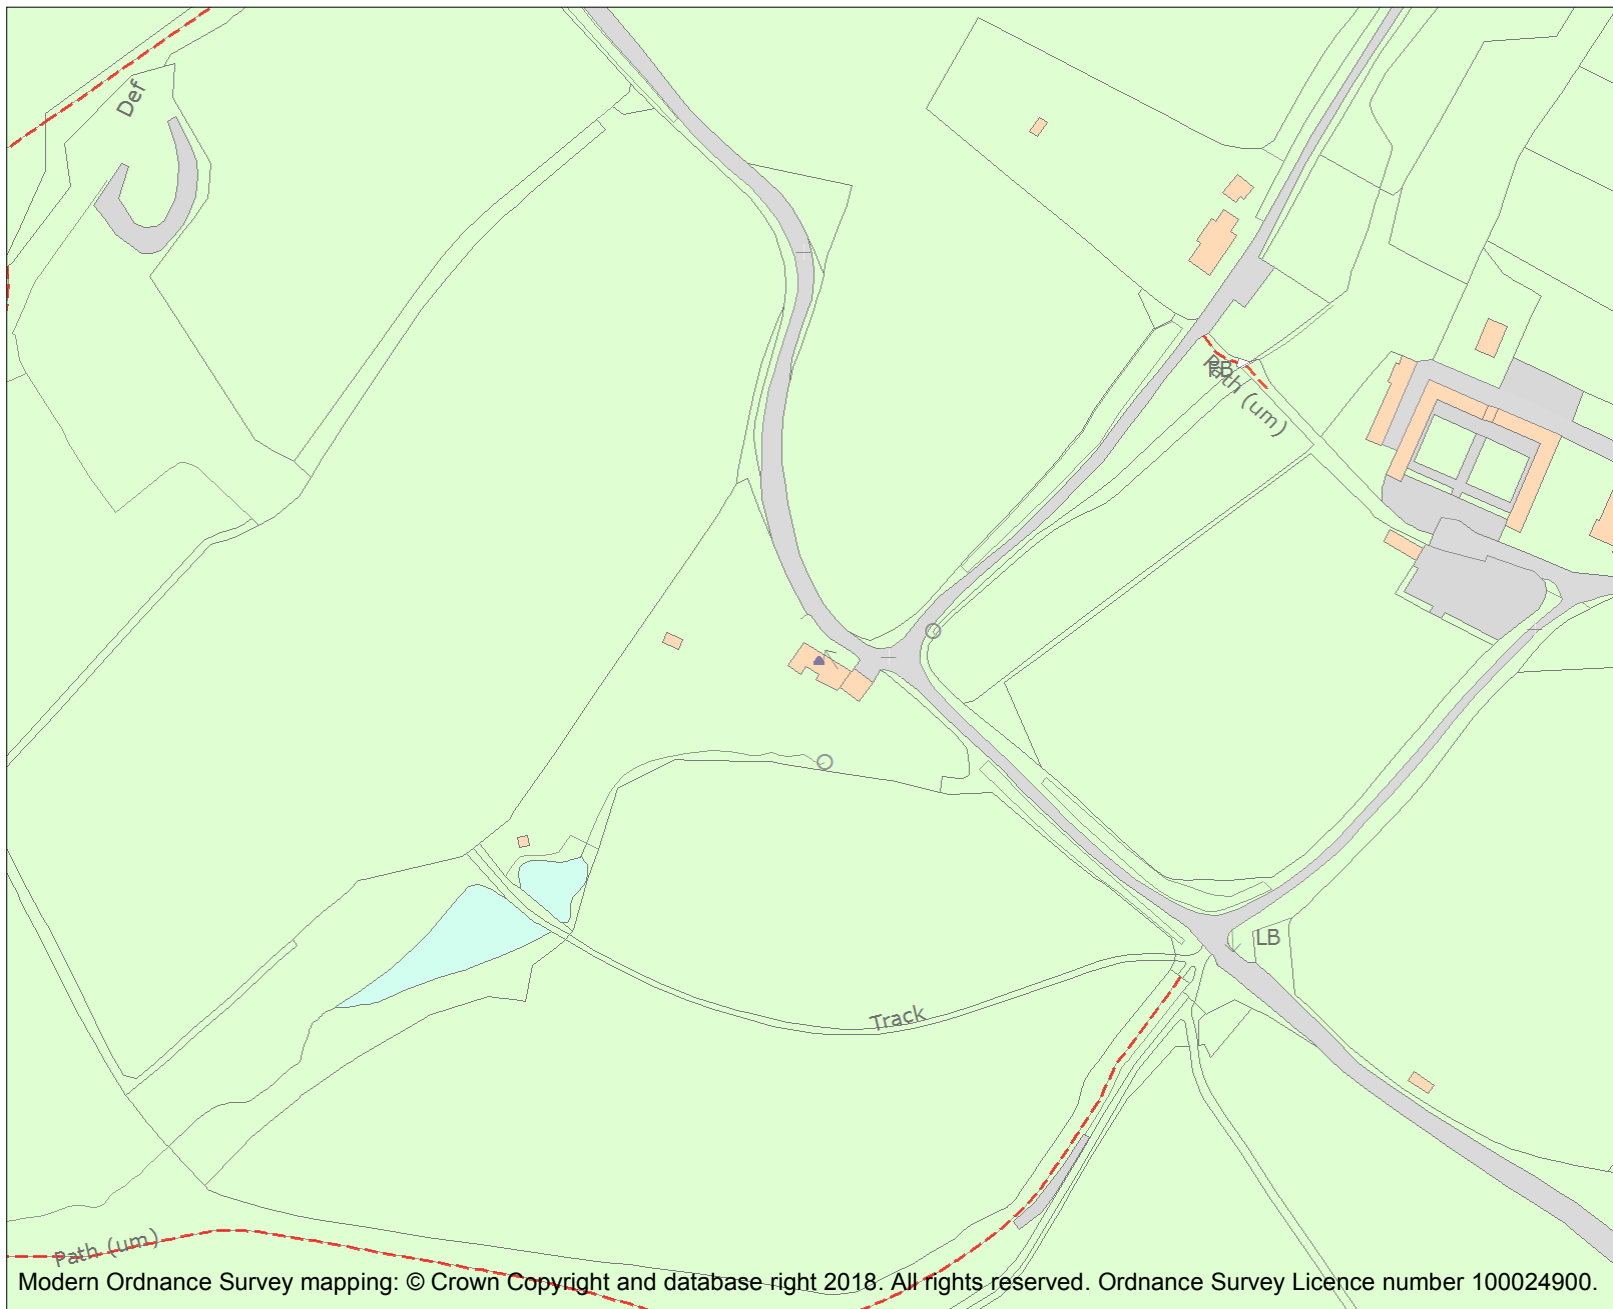 Def
Path (um)
LB
Track
Path (um)
Modern Ordnance Survey mapping: © Crown Copyright and database right 2018. All rights reserved. Ordnance Survey Licence number 100024900.